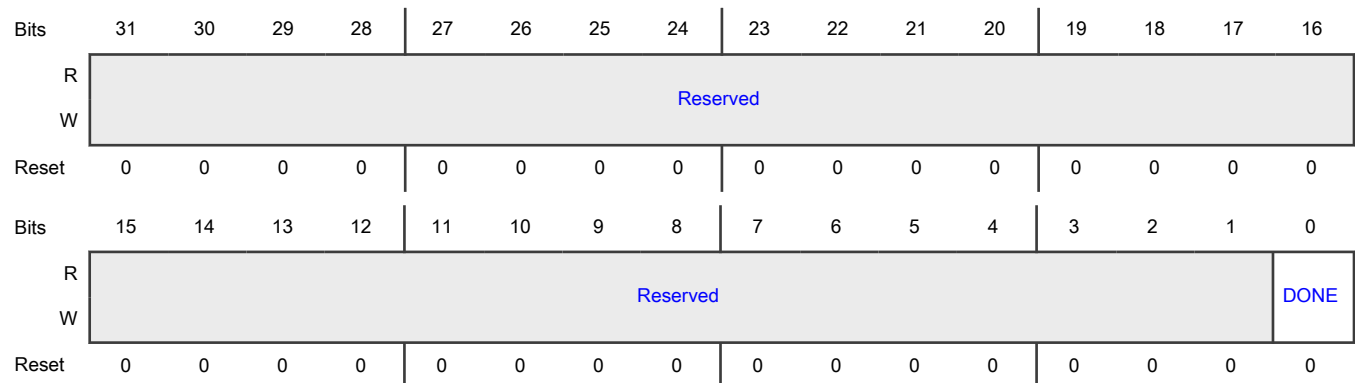 Bits 31 30 29 28 27 26 25 24 23 22 21 20 19 18 17 16
R
Reserved
W
Reset 0 0 0 0 0 0 0 0 0 0 0 0 0 0 0 0
Bits 15 14 13 12 11 10 9 8 7 6 5 4 3 2 1 0
R
Reserved DONE
W
Reset 0 0 0 0 0 0 0 0 0 0 0 0 0 0 0 0